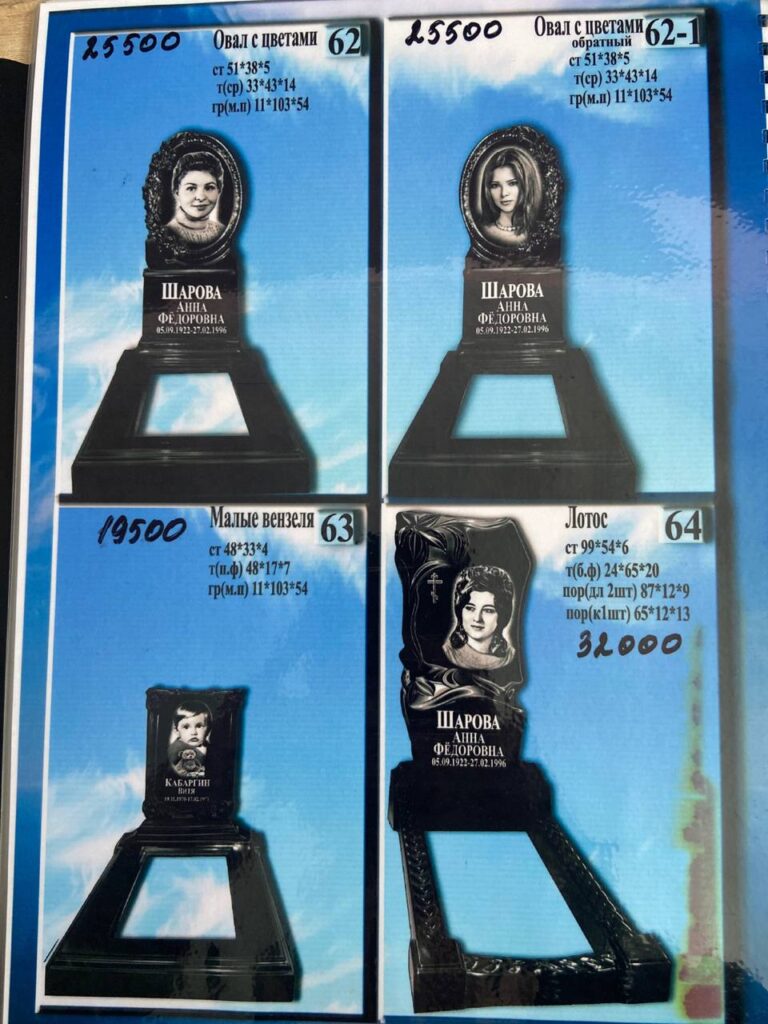 25500
Овал с цветами 62
ст 51*38*5
т(ср) 33*43*14
гр(м.п) 11*103*54
ШАРОВА
АННА
ФЁДОРОВНА
05.09.1922-27.02.1996
25500
Овал с цветами 62-1
обратный
ст 51*38*5
т(ср) 33*43*14
гр(м.п) 11*103*54
ШАРОВА
АННА
ФЁДОРОВНА
05.09.1922-27.02.1996
19500
Малые вензеля 63
ст 48*33*4
т(п.ф) 48*17*7
гр(м.п) 11*103*54
КАБАРГИН
ВИТЯ
Лотос 64
ст 99*54*6
т(б.ф) 24*65*20
пор(дл 2шт) 87*12*9
пор(к1шт) 65*12*13
32000
ШАРОВА
АННА
ФЁДОРОВНА
05.09.1922-27.02.1996